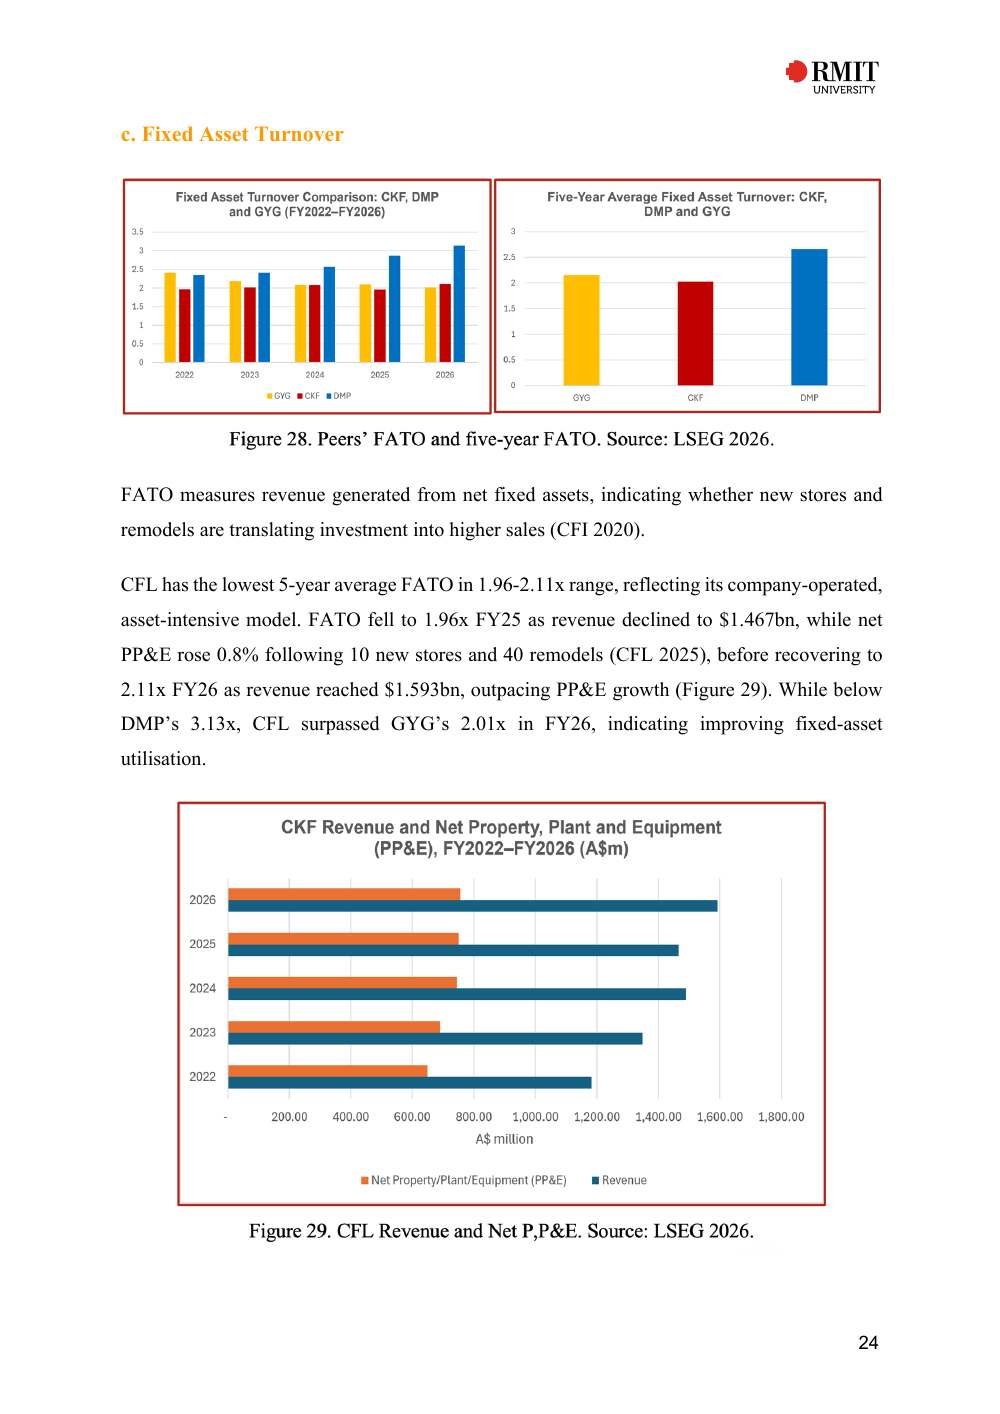 RMIT
UNIVERSITY
c. Fixed Asset Turnover
Fixed Asset Turnover Comparison: CKF, DMP
and GYG (FY2022–FY2026)
3.5
3
2.5
2
1.5
1
0.5
0
2022 2023 2024 2025 2026
GYG CKF DMP
Five-Year Average Fixed Asset Turnover: CKF,
DMP and GYG
3
2.5
2
1.5
1
0.5
0
GYG CKF DMP
Figure 28. Peers’ FATO and five-year FATO. Source: LSEG 2026.
FATO measures revenue generated from net fixed assets, indicating whether new stores and
remodels are translating investment into higher sales (CFI 2020).
CFL has the lowest 5-year average FATO in 1.96-2.11x range, reflecting its company-operated,
asset-intensive model. FATO fell to 1.96x FY25 as revenue declined to $1.467bn, while net
PP&E rose 0.8% following 10 new stores and 40 remodels (CFL 2025), before recovering to
2.11x FY26 as revenue reached $1.593bn, outpacing PP&E growth (Figure 29). While below
DMP’s 3.13x, CFL surpassed GYG’s 2.01x in FY26, indicating improving fixed-asset
utilisation.
CKF Revenue and Net Property, Plant and Equipment
(PP&E), FY2022–FY2026 (A$m)
2026
2025
2024
2023
2022
- 200.00 400.00 600.00 800.00 1,000.00 1,200.00 1,400.00 1,600.00 1,800.00
A$ million
Net Property/Plant/Equipment (PP&E) Revenue
Figure 29. CFL Revenue and Net P,P&E. Source: LSEG 2026.
24